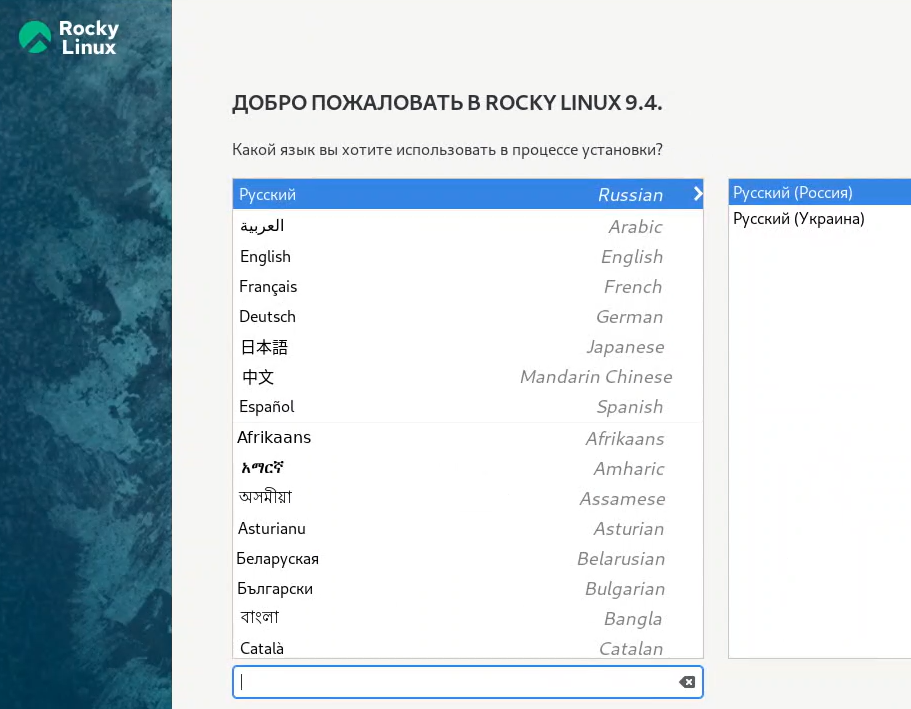 Rocky
Linux
ДОБРО ПОЖАЛОВАТЬ В ROCKY LINUX 9.4.
Какой язык вы хотите использовать в процессе установки?
Русский Russian
العربية Arabic
English English
Français French
Deutsch German
日本語 Japanese
中文 Mandarin Chinese
Español Spanish
Afrikaans Afrikaans
አማርኛ Amharic
অসমীয়া Assamese
Asturianu Asturian
Беларуская Belarusian
Български Bulgarian
বাংলা Bangla
Català Catalan
Русский (Россия)
Русский (Украина)